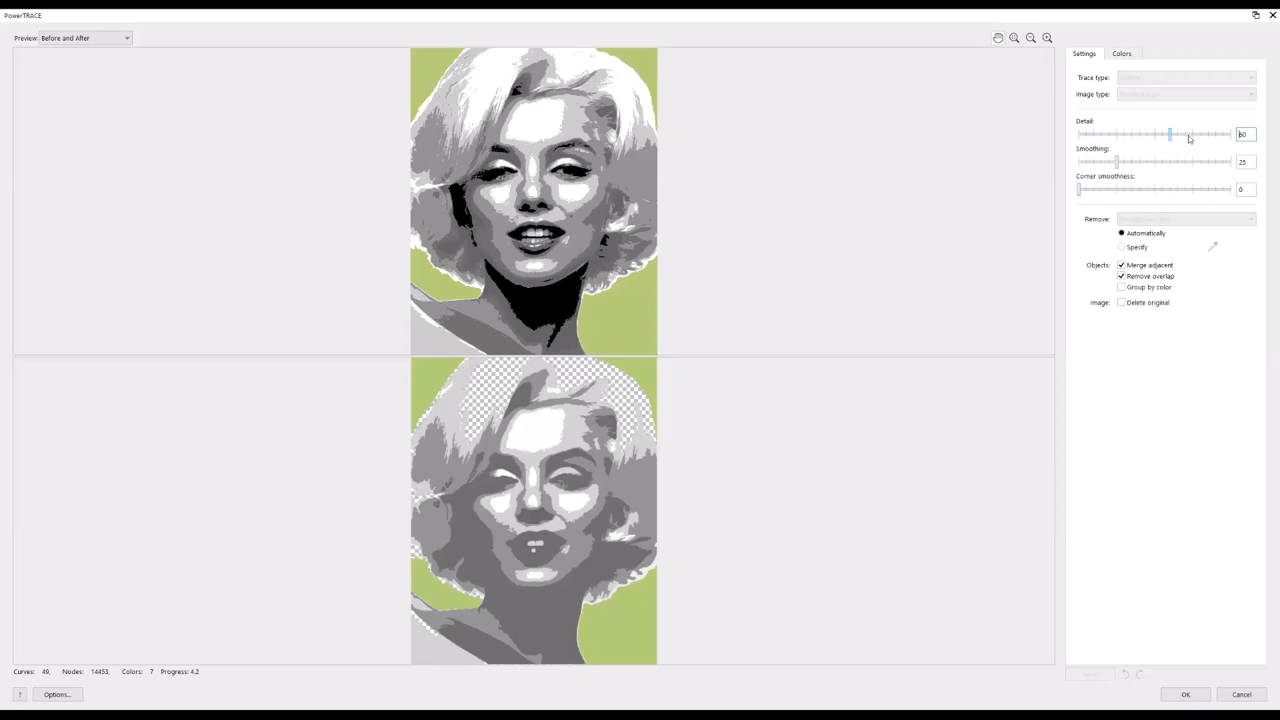 PowerTRACE
Preview: Before and After
Settings Colors
Trace type:
Image type:
Detail: 60
Smoothing: 25
Corner smoothness: 0
Remove:
Automatically
Specify
Objects: Merge adjacent
Remove overlap
Group by color
Image: Delete original
Curves: 49, Nodes: 14453, Colors: 7 Progress: 4.2
? Options... OK Cancel